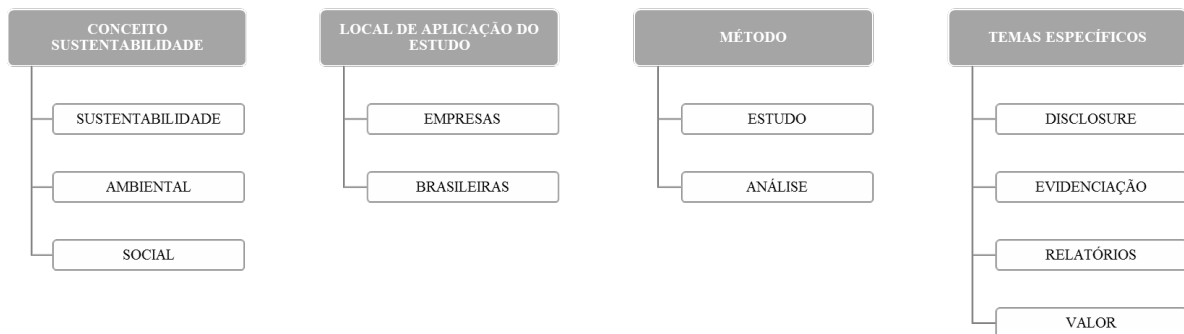 CONCEITO
SUSTENTABILIDADE
SUSTENTABILIDADE
AMBIENTAL
SOCIAL
LOCAL DE APLICAÇÃO DO
ESTUDO
EMPRESAS
BRASILEIRAS
MÉTODO
ESTUDO
ANÁLISE
TEMAS ESPECÍFICOS
DISCLOSURE
EVIDENCIAÇÃO
RELATÓRIOS
VALOR